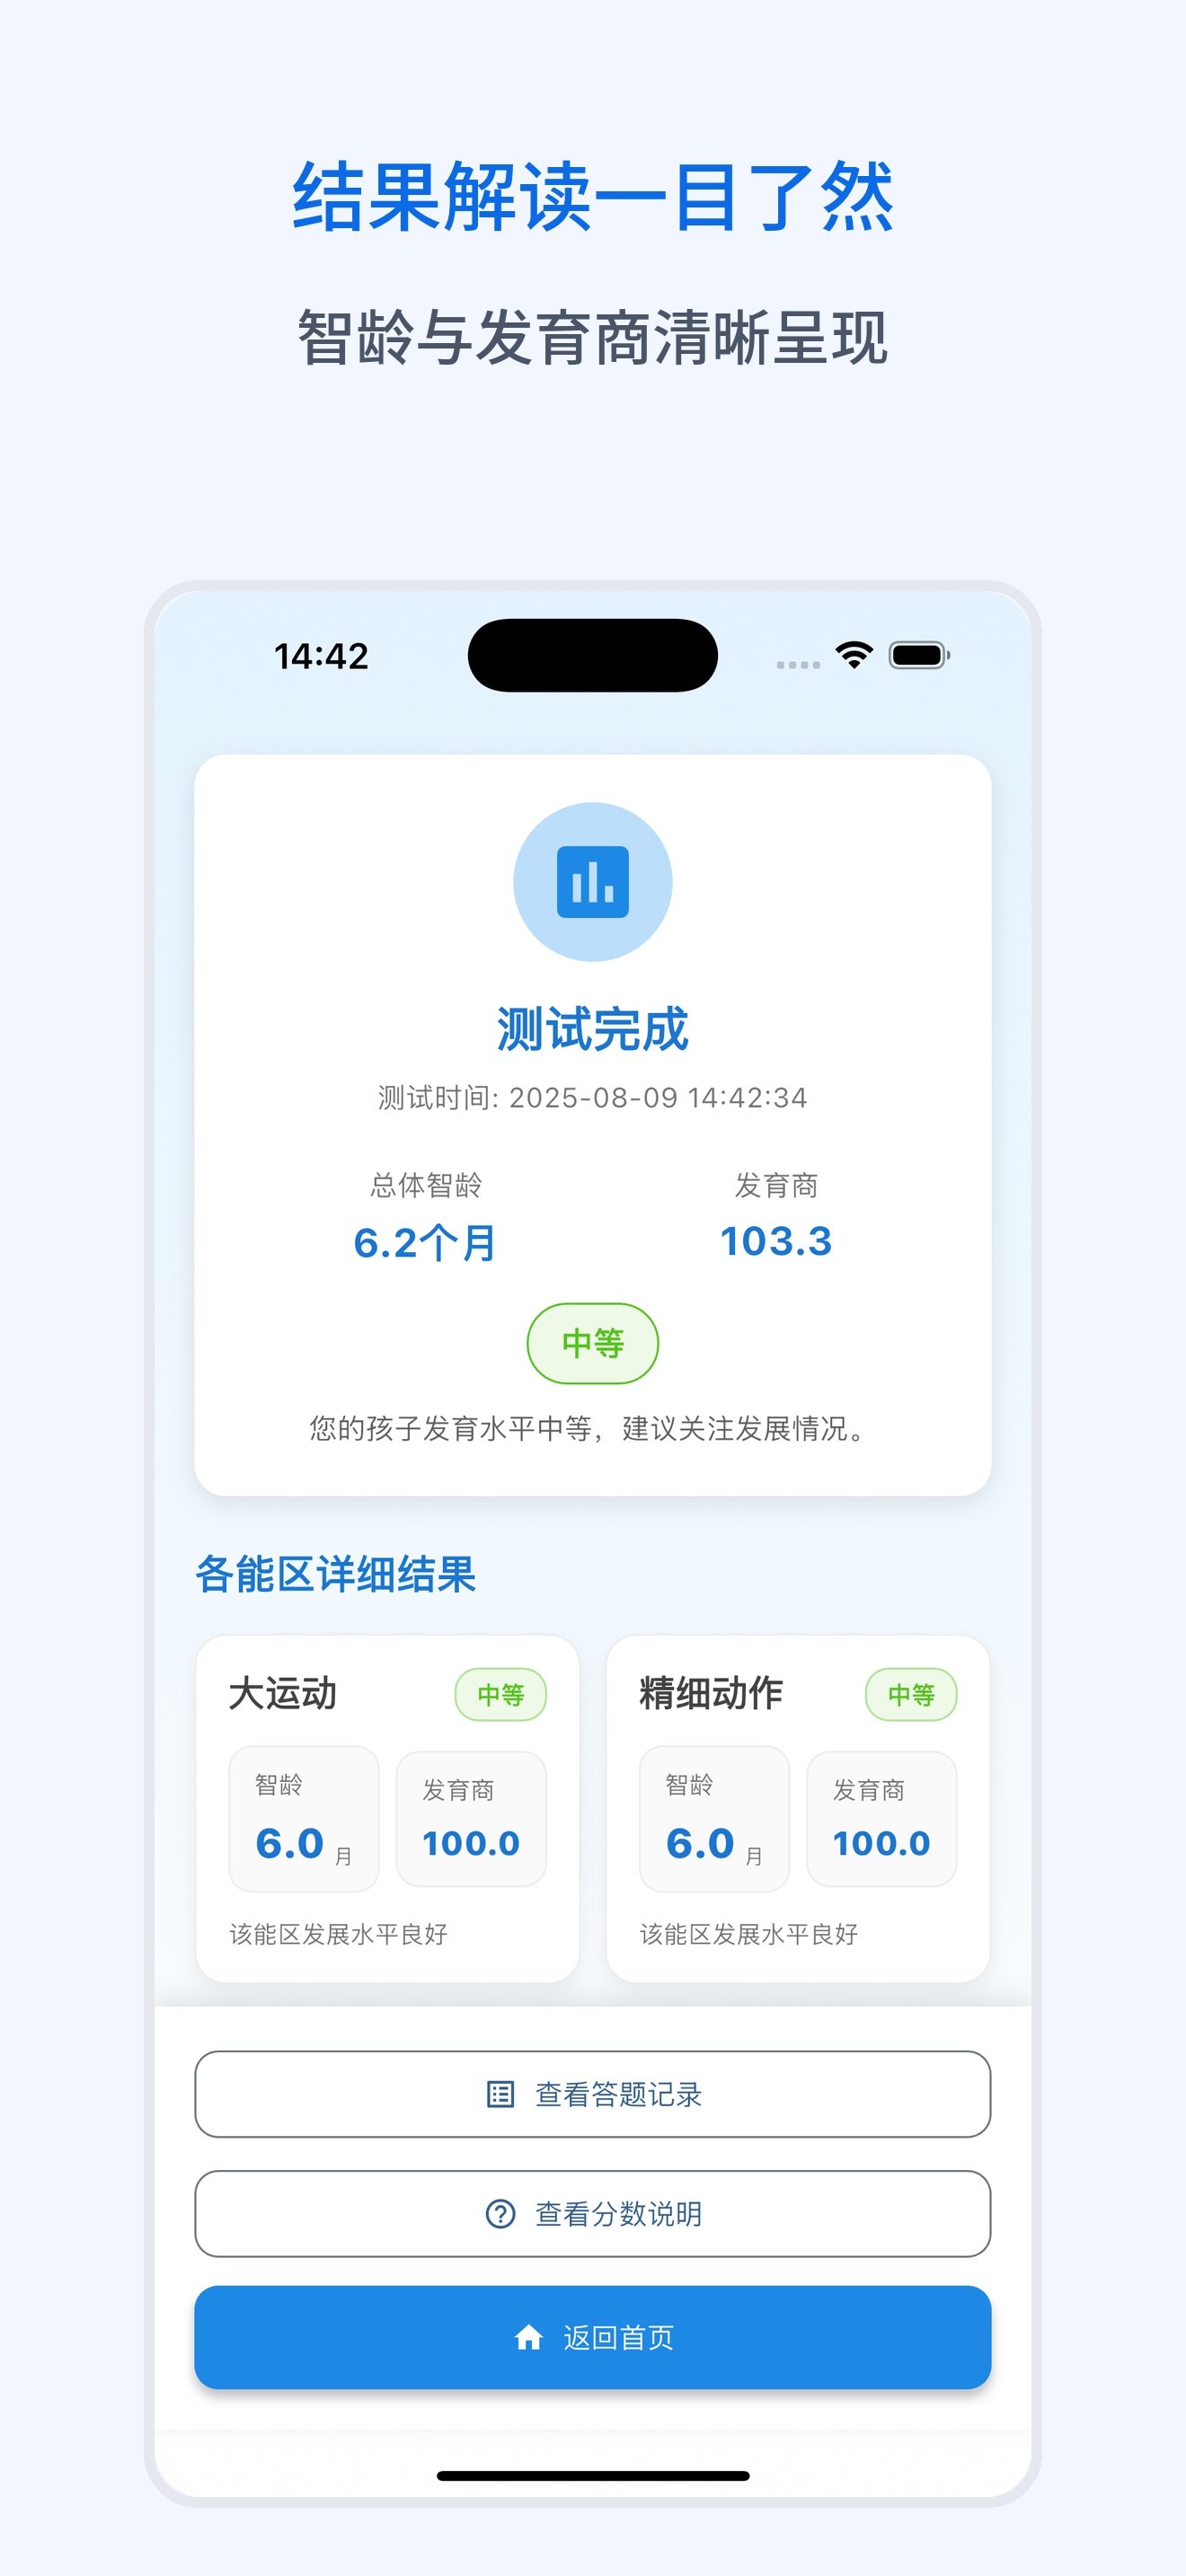 结果解读一目了然
智龄与发育商清晰呈现
14:42
测试完成
测试时间: 2025-08-09 14:42:34
总体智龄
发育商
6.2个月
103.3
中等
您的孩子发育水平中等，建议关注发展情况。
各能区详细结果
大运动
中等
智龄
发育商
6.0 月
100.0
该能区发展水平良好
精细动作
中等
智龄
发育商
6.0 月
100.0
该能区发展水平良好
查看答题记录
查看分数说明
返回首页